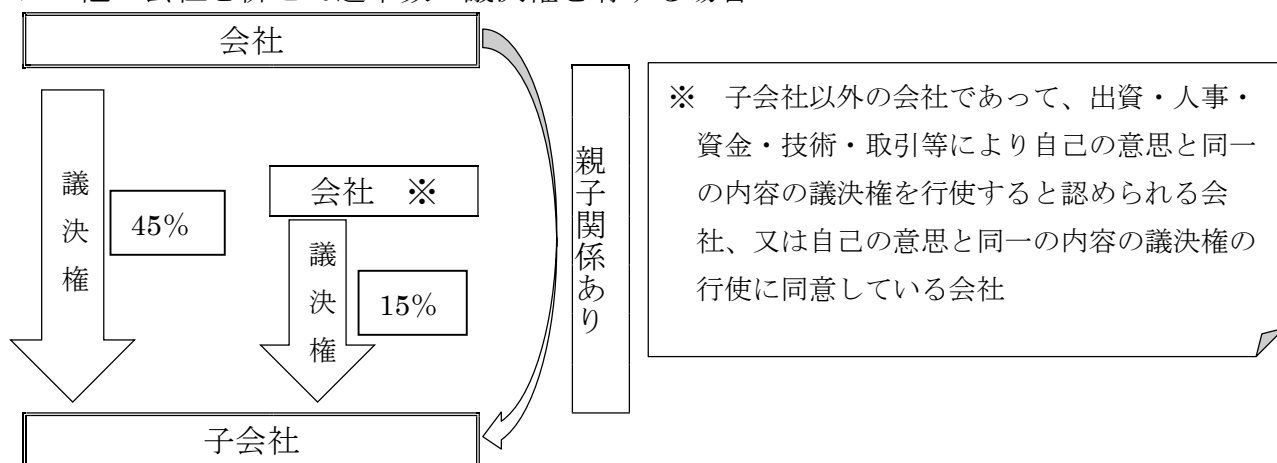 会社
議決権
45%
会社 ※
議決権
15%
親子関係あり
※ 子会社以外の会社であって、出資・人事・
資金・技術・取引等により自己の意思と同一
の内容の議決権を行使すると認められる会
社、又は自己の意思と同一の内容の議決権の
行使に同意している会社
子会社